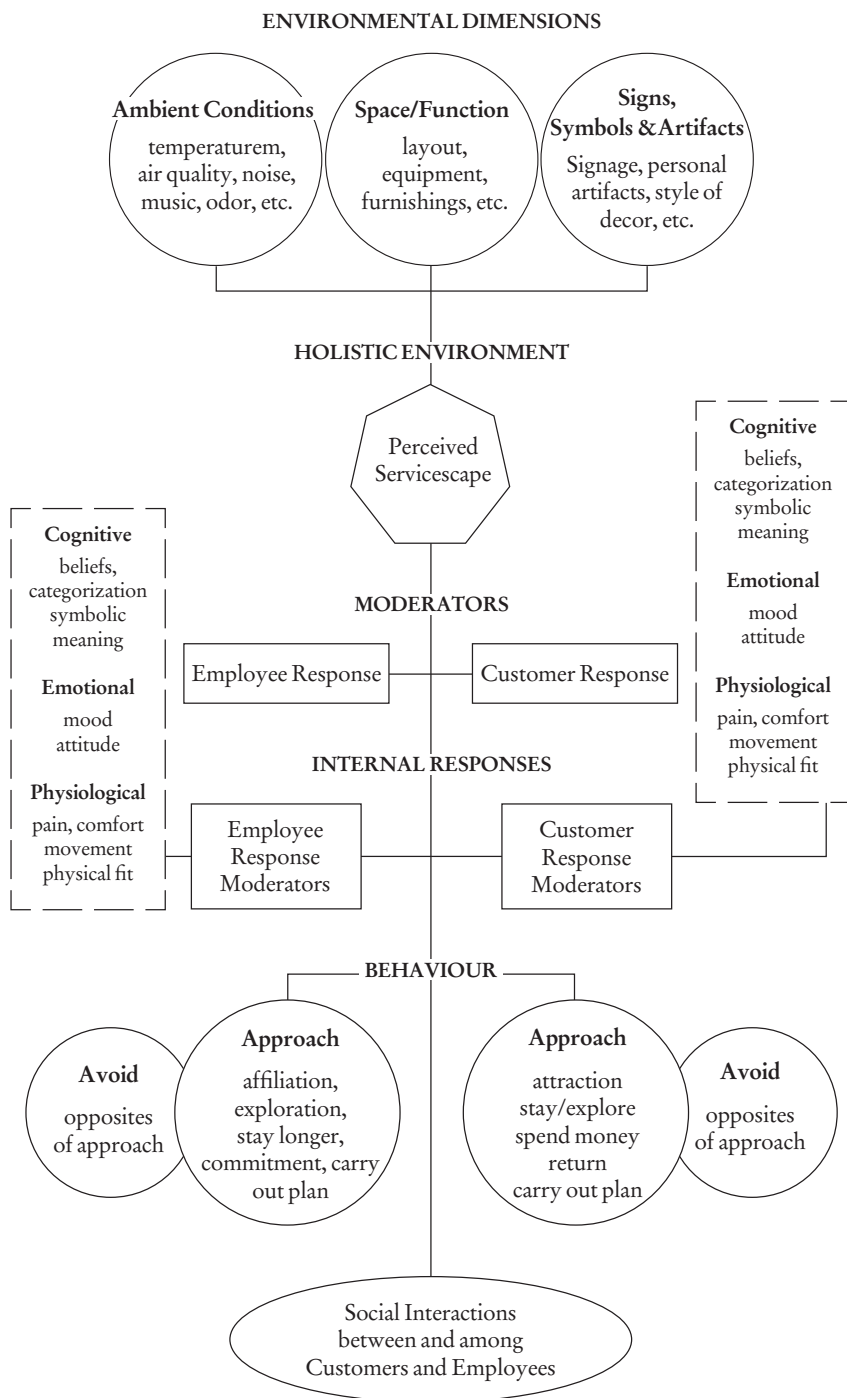 ENVIRONMENTAL DIMENSIONS
Ambient Conditions
temperaturem,
air quality, noise,
music, odor, etc.
Space/Function
layout,
equipment,
furnishings, etc.
Signs,
Symbols & Artifacts
Signage, personal
artifacts, style of
decor, etc.
HOLISTIC ENVIRONMENT
Perceived
Servicescape
Cognitive
beliefs,
categorization
symbolic
meaning
Emotional
mood
attitude
Physiological
pain, comfort
movement
physical fit
Cognitive
beliefs,
categorization
symbolic
meaning
Emotional
mood
attitude
Physiological
pain, comfort
movement
physical fit
MODERATORS
Employee Response
Customer Response
INTERNAL RESPONSES
Employee
Response
Moderators
Customer
Response
Moderators
BEHAVIOUR
Avoid
opposites
of approach
Approach
affiliation,
exploration,
stay longer,
commitment, carry
out plan
Approach
attraction
stay/explore
spend money
return
carry out plan
Avoid
opposites
of approach
Social Interactions
between and among
Customers and Employees